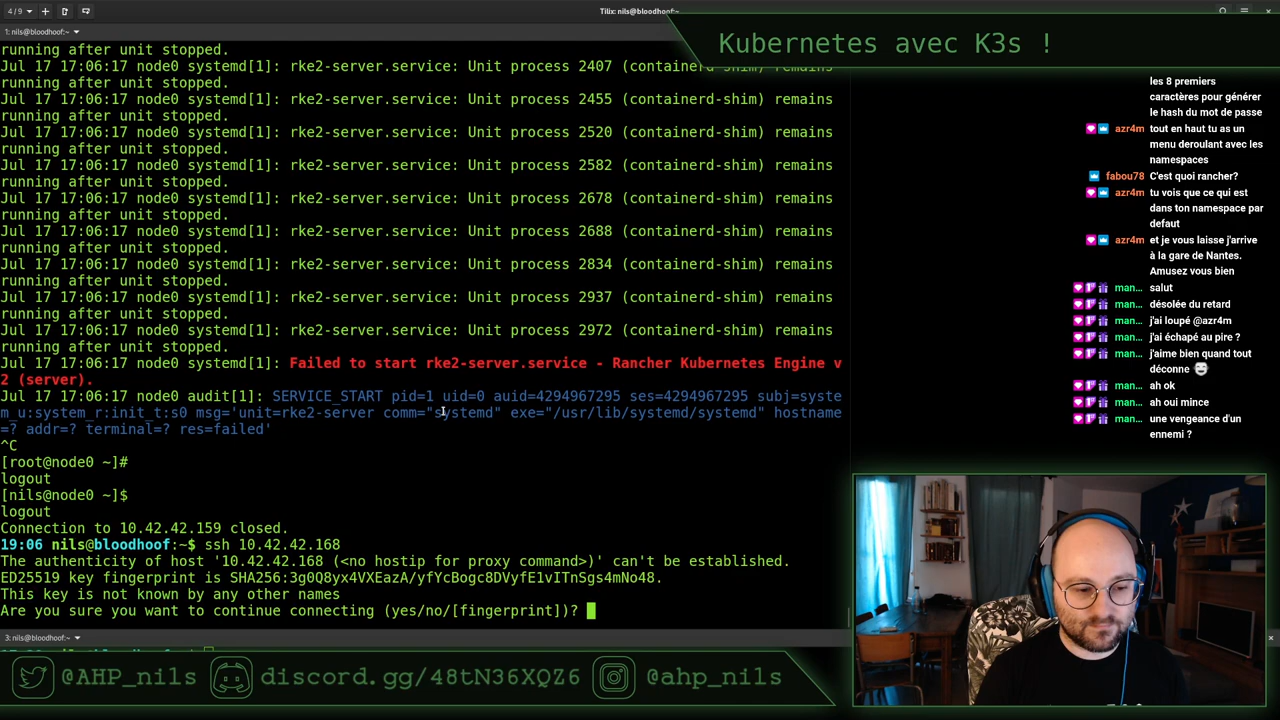 4 / 9
Tilix: nils@bloodhoof:~
1: nils@bloodhoof:~
Kubernetes avec K3s !
running after unit stopped.
Jul 17 17:06:17 node0 systemd[1]: rke2-server.service: Unit process 2407 (containerd-shim) remains
running after unit stopped.
Jul 17 17:06:17 node0 systemd[1]: rke2-server.service: Unit process 2455 (containerd-shim) remains
running after unit stopped.
Jul 17 17:06:17 node0 systemd[1]: rke2-server.service: Unit process 2520 (containerd-shim) remains
running after unit stopped.
Jul 17 17:06:17 node0 systemd[1]: rke2-server.service: Unit process 2582 (containerd-shim) remains
running after unit stopped.
Jul 17 17:06:17 node0 systemd[1]: rke2-server.service: Unit process 2678 (containerd-shim) remains
running after unit stopped.
Jul 17 17:06:17 node0 systemd[1]: rke2-server.service: Unit process 2688 (containerd-shim) remains
running after unit stopped.
Jul 17 17:06:17 node0 systemd[1]: rke2-server.service: Unit process 2834 (containerd-shim) remains
running after unit stopped.
Jul 17 17:06:17 node0 systemd[1]: rke2-server.service: Unit process 2937 (containerd-shim) remains
running after unit stopped.
Jul 17 17:06:17 node0 systemd[1]: rke2-server.service: Unit process 2972 (containerd-shim) remains
running after unit stopped.
Jul 17 17:06:17 node0 systemd[1]: Failed to start rke2-server.service - Rancher Kubernetes Engine v
2 (server).
Jul 17 17:06:17 node0 audit[1]: SERVICE_START pid=1 uid=0 auid=4294967295 ses=4294967295 subj=syste
m_u:system_r:init_t:s0 msg='unit=rke2-server comm="systemd" exe="/usr/lib/systemd/systemd" hostname
=? addr=? terminal=? res=failed'
^C
[root@node0 ~]#
logout
[nils@node0 ~]$
logout
Connection to 10.42.42.159 closed.
19:06 nils@bloodhoof:~$ ssh 10.42.42.168
The authenticity of host '10.42.42.168 (<no hostip for proxy command>)' can't be established.
ED25519 key fingerprint is SHA256:3g0Q8yx4VXEazA/yfYcBogc8DVyfE1vITnSgs4mNo48.
This key is not known by any other names
Are you sure you want to continue connecting (yes/no/[fingerprint])?
3: nils@bloodhoof:~
les 8 premiers
caractères pour générer
le hash du mot de passe
azr4m tout en haut tu as un
menu deroulant avec les
namespaces
fabou78 C'est quoi rancher?
azr4m tu vois que ce qui est
dans ton namespace par
defaut
azr4m et je vous laisse j'arrive
à la gare de Nantes.
Amusez vous bien
man... salut
man... désolée du retard
man... j'ai loupé @azr4m
man... j'ai échapé au pire ?
man... j'aime bien quand tout
déconne
man... ah ok
man... ah oui mince
man... une vengeance d'un
ennemi ?
@AHP_nils
discord.gg/48tN36XQZ6
@ahp_nils